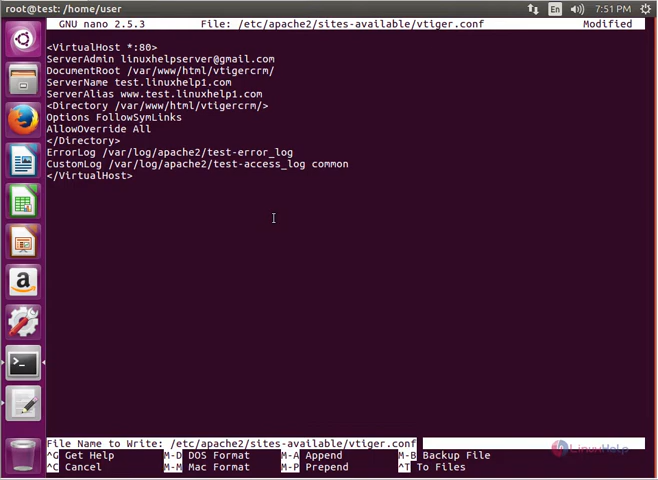 root@test: /home/user
En
7:51 PM
GNU nano 2.5.3 File: /etc/apache2/sites-available/vtiger.conf Modified
<VirtualHost *:80>
ServerAdmin linuxhelpserver@gmail.com
DocumentRoot /var/www/html/vtigercrm/
ServerName test.linuxhelp1.com
ServerAlias www.test.linuxhelp1.com
<Directory /var/www/html/vtigercrm/>
Options FollowSymLinks
AllowOverride All
</Directory>
ErrorLog /var/log/apache2/test-error_log
CustomLog /var/log/apache2/test-access_log common
</VirtualHost>
File Name to Write: /etc/apache2/sites-available/vtiger.conf
LinuxHelp
^G Get Help M-D DOS Format M-A Append M-B Backup File
^C Cancel M-M Mac Format M-P Prepend ^T To Files